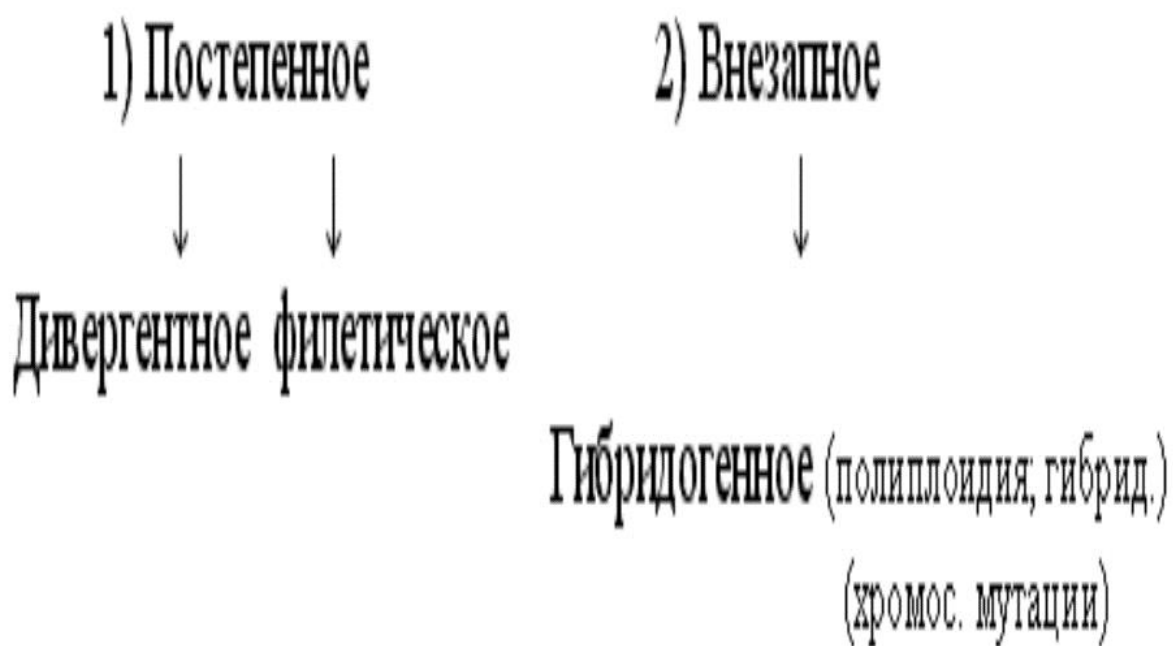 1) Постепенное 2) Внезапное
Дивергентное филетическое
Гибридогенное (полиплоидия; гибрид.)
(хромос. мутации)